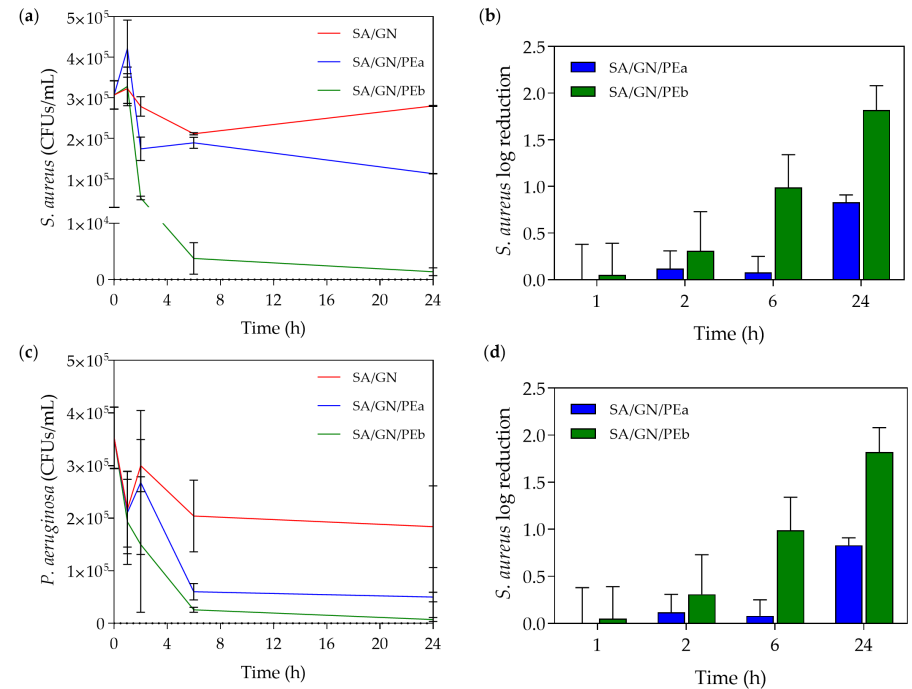 (a)
S. aureus (CFUs/mL)
5×10⁵
4×10⁵
3×10⁵
2×10⁵
1×10⁵
1×10⁴
0
SA/GN
SA/GN/PEa
SA/GN/PEb
0 4 8 12 16 20 24
Time (h)
(b)
S. aureus log reduction
2.5
2.0
1.5
1.0
0.5
0.0
SA/GN/PEa
SA/GN/PEb
1 2 6 24
Time (h)
(c)
P. aeruginosa (CFUs/mL)
5×10⁵
4×10⁵
3×10⁵
2×10⁵
1×10⁵
0
SA/GN
SA/GN/PEa
SA/GN/PEb
0 4 8 12 16 20 24
Time (h)
(d)
S. aureus log reduction
2.5
2.0
1.5
1.0
0.5
0.0
SA/GN/PEa
SA/GN/PEb
1 2 6 24
Time (h)